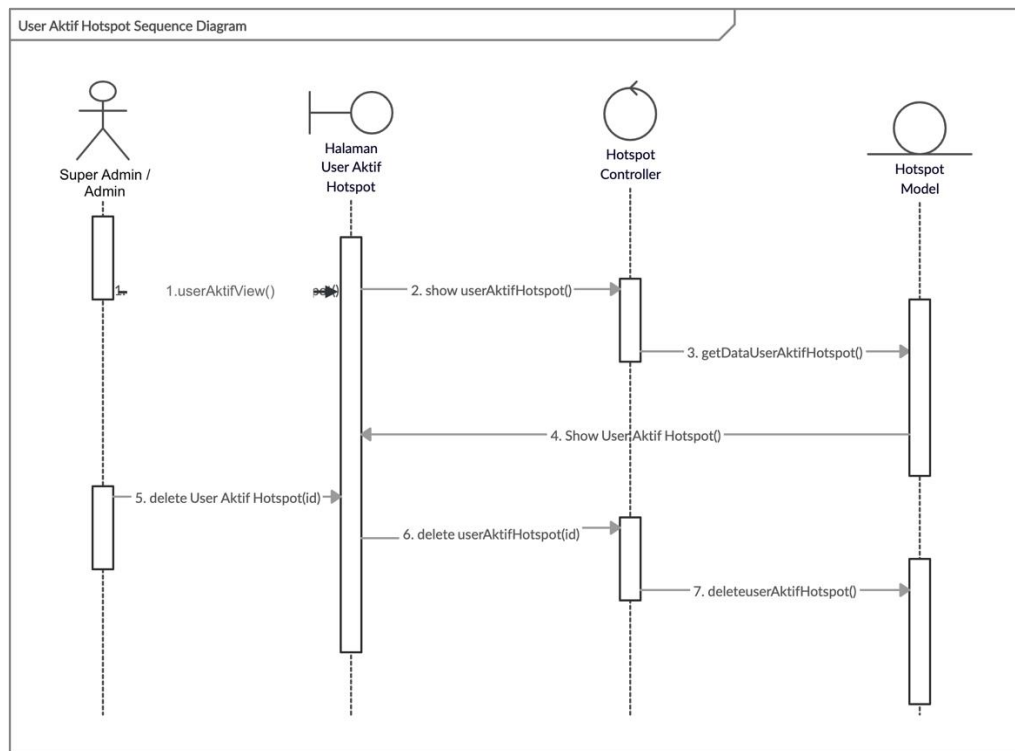 User Aktif Hotspot Sequence Diagram
Super Admin /
Admin
Halaman
User Aktif
Hotspot
Hotspot
Controller
Hotspot
Model
1.userAktifView()
2. show userAktifHotspot()
3. getDataUserAktifHotspot()
4. Show User Aktif Hotspot()
5. delete User Aktif Hotspot(id)
6. delete userAktifHotspot(id)
7. deleteuserAktifHotspot()